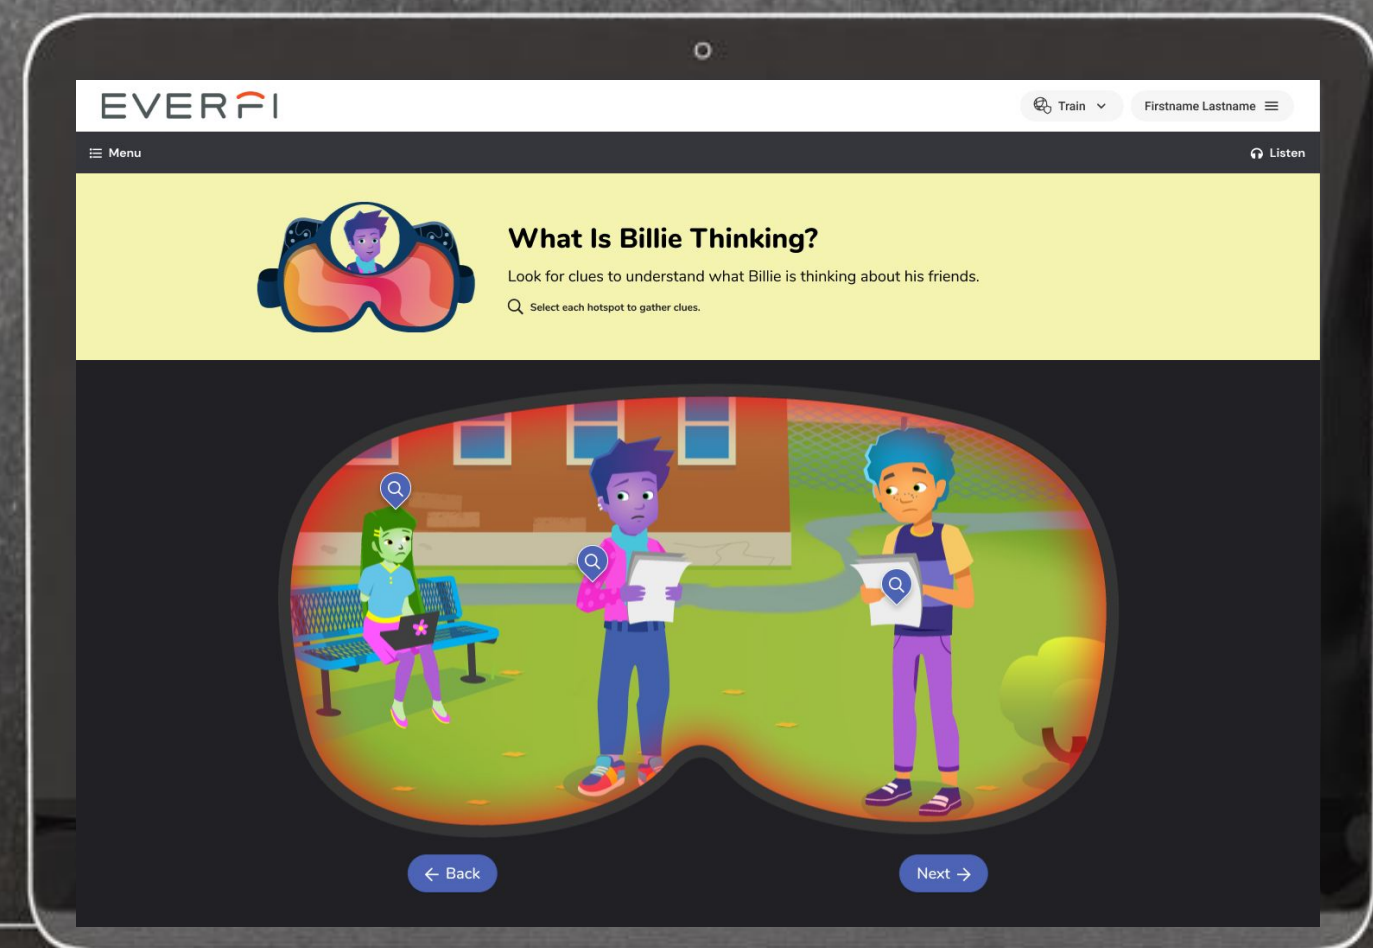 EVERFI
Train
Firstname Lastname
Menu
Listen
What Is Billie Thinking?
Look for clues to understand what Billie is thinking about his friends.
Select each hotspot to gather clues.
← Back
Next →